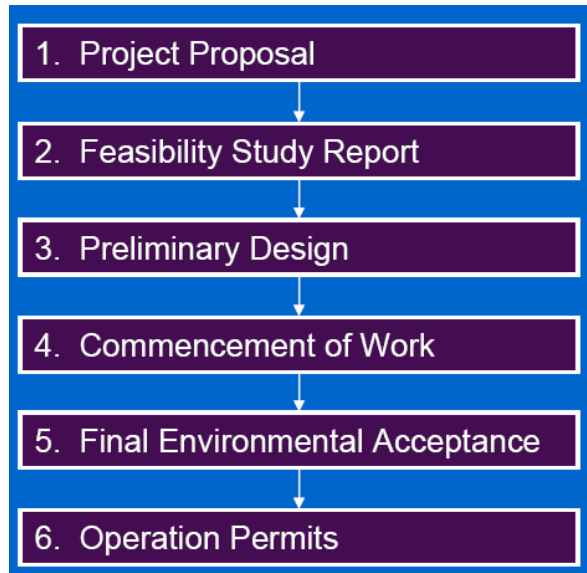 1. Project Proposal
2. Feasibility Study Report
3. Preliminary Design
4. Commencement of Work
5. Final Environmental Acceptance
6. Operation Permits